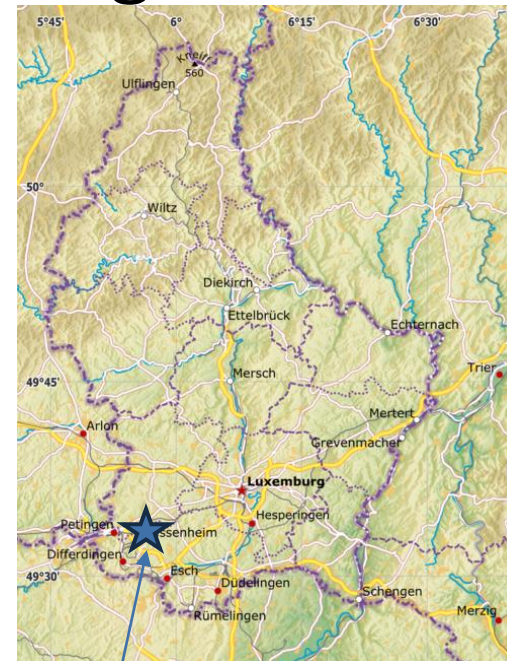 5°45'
6°
6°15'
6°30'
Kneiff
560
Ulflingen
50°
Wiltz
Diekirch
Ettelbrück
Echternach
49°45'
Mersch
Trier
Mertert
Arlon
Grevenmacher
Luxemburg
Petingen
ssenheim
Hesperingen
Differdingen
49°30'
Esch
Düdelingen
Schengen
Rümelingen
Merzig